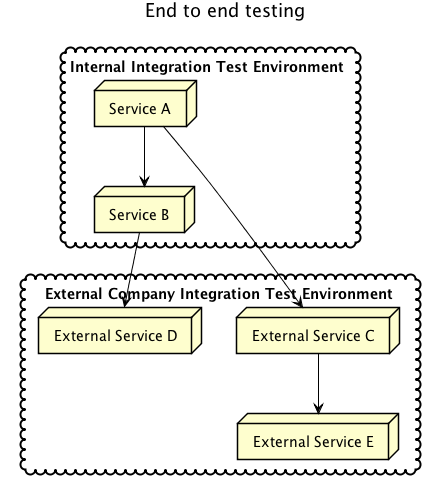 End to end testing
Internal Integration Test Environment
Service A
Service B
External Company Integration Test Environment
External Service D
External Service C
External Service E